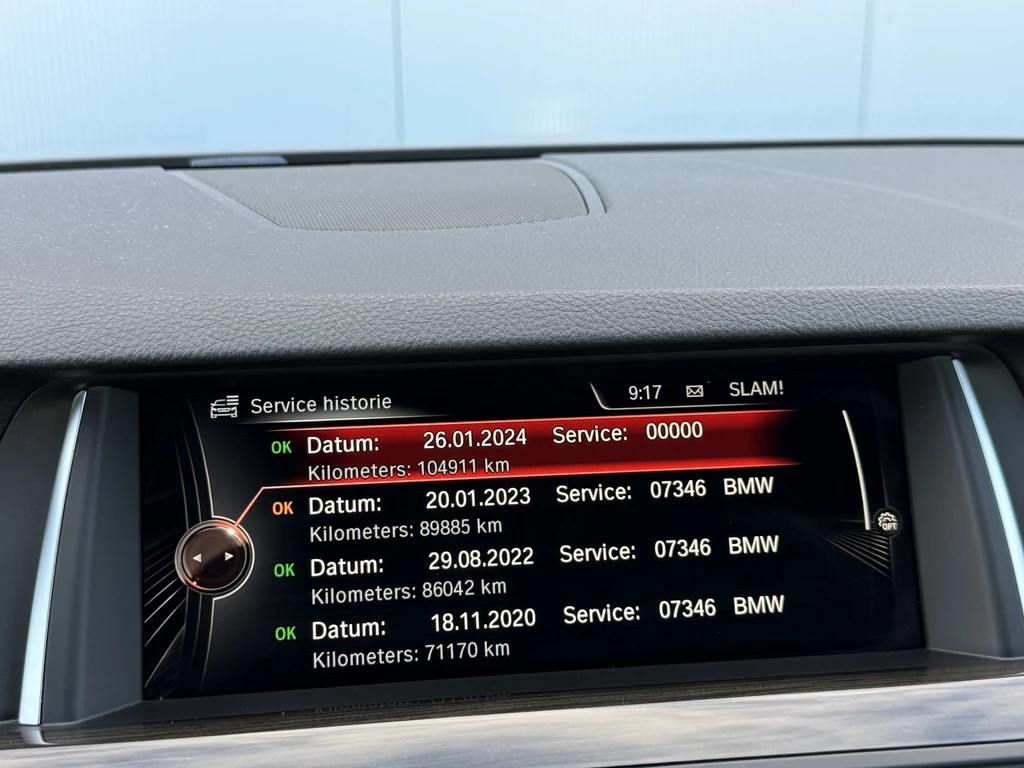 Service historie
9:17 SLAM!
OK Datum: 26.01.2024 Service: 00000
Kilometers: 104911 km
OK Datum: 20.01.2023 Service: 07346 BMW
Kilometers: 89885 km
OK Datum: 29.08.2022 Service: 07346 BMW
Kilometers: 86042 km
OK Datum: 18.11.2020 Service: 07346 BMW
Kilometers: 71170 km
OPT